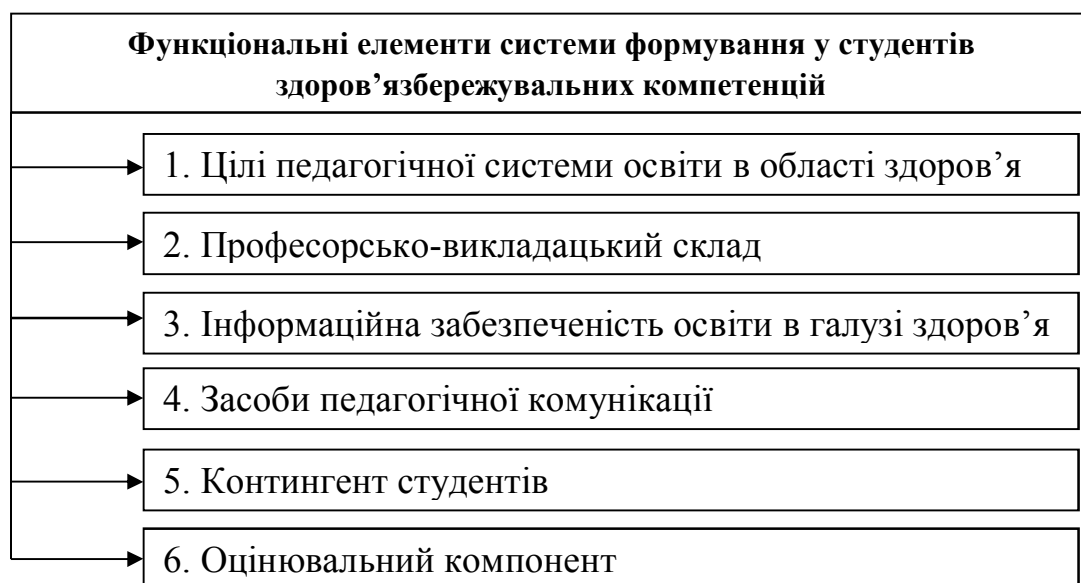 Функціональні елементи системи формування у студентів
здоров’язбережувальних компетенцій
1. Цілі педагогічної системи освіти в області здоров’я
2. Професорсько-викладацький склад
3. Інформаційна забезпеченість освіти в галузі здоров’я
4. Засоби педагогічної комунікації
5. Контингент студентів
6. Оцінювальний компонент